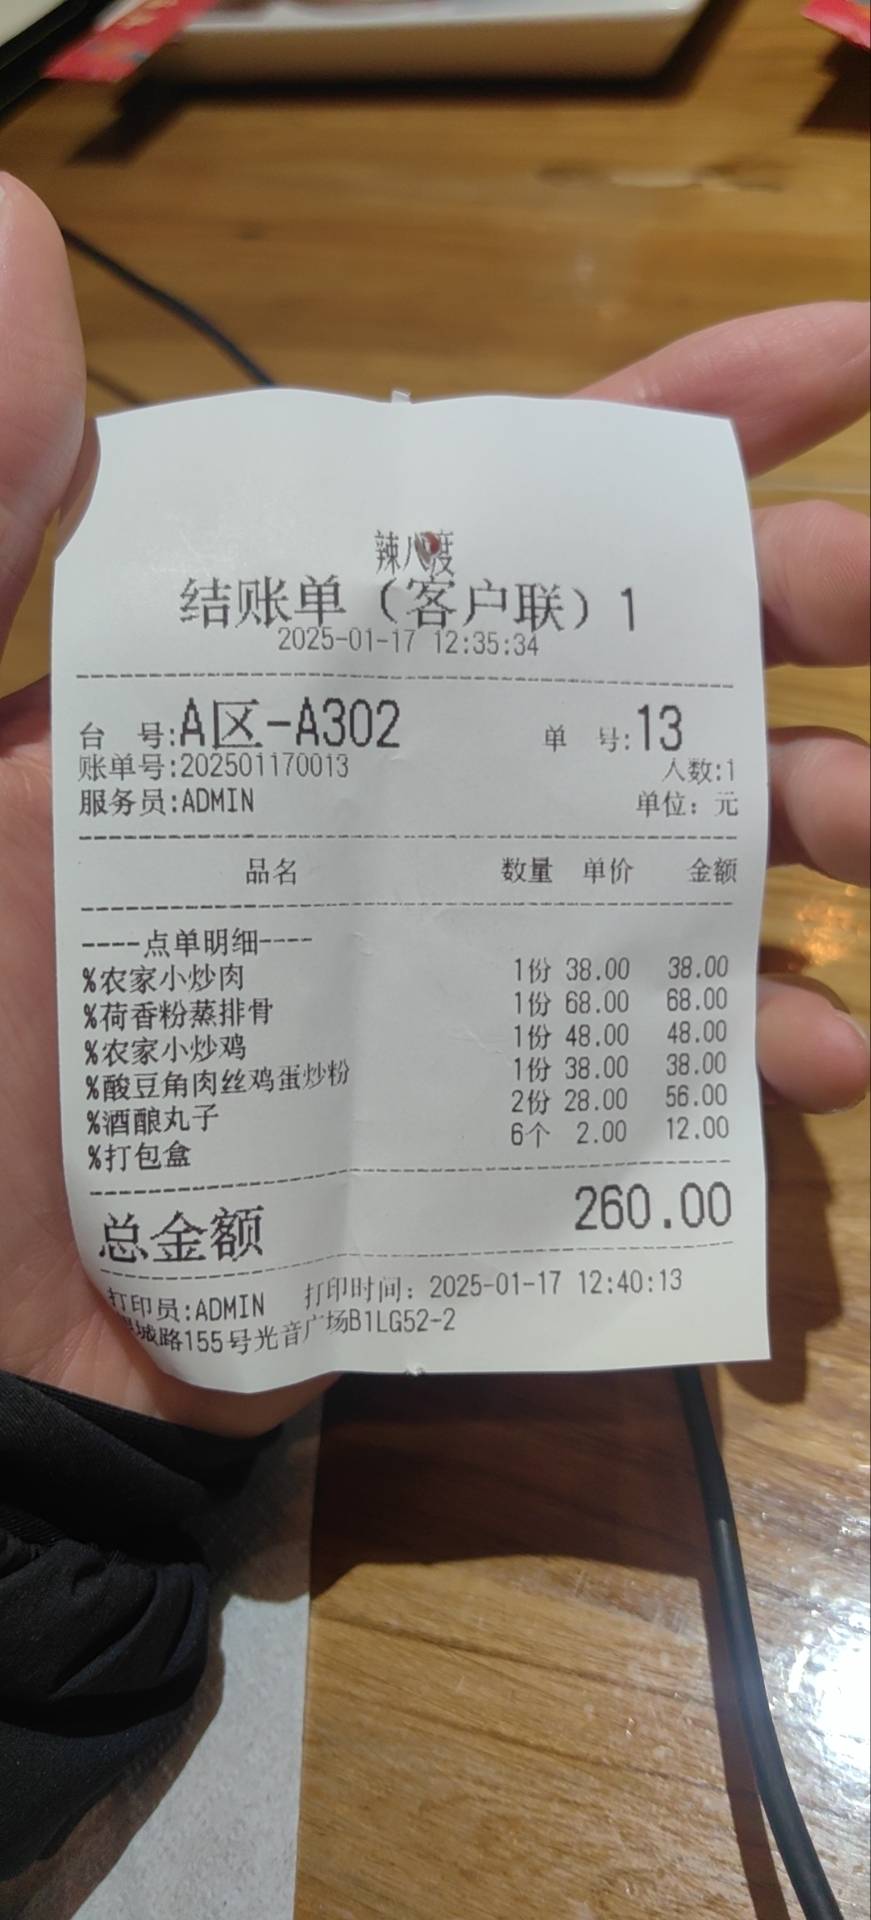 辣八度
结账单（客户联）1
2025-01-17 12:35:34
台 号:A区-A302 单 号:13
账单号:202501170013 人数:1
服务员:ADMIN 单位：元
品名 数量 单价 金额
----点单明细----
%农家小炒肉 1份 38.00 38.00
%荷香粉蒸排骨 1份 68.00 68.00
%农家小炒鸡 1份 48.00 48.00
%酸豆角肉丝鸡蛋炒粉 1份 38.00 38.00
%酒酿丸子 2份 28.00 56.00
%打包盒 6个 2.00 12.00
总金额 260.00
打印员:ADMIN 打印时间：2025-01-17 12:40:13
城路155号光音广场B1LG52-2